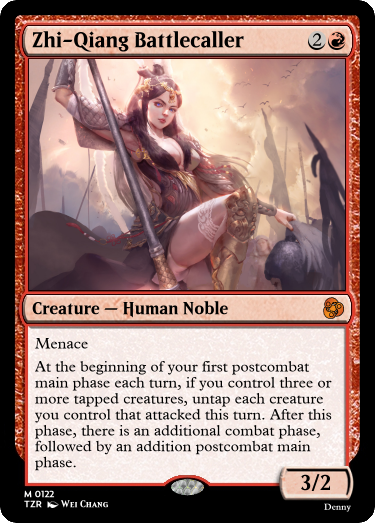 Zhi-Qiang Battlecaller 2
Creature — Human Noble
Menace
At the beginning of your first postcombat
main phase each turn, if you control three or
more tapped creatures, untap each creature
you control that attacked this turn. After this
phase, there is an additional combat phase,
followed by an addition postcombat main
phase.
3/2
M 0122
TZR Wei Chang
Denny